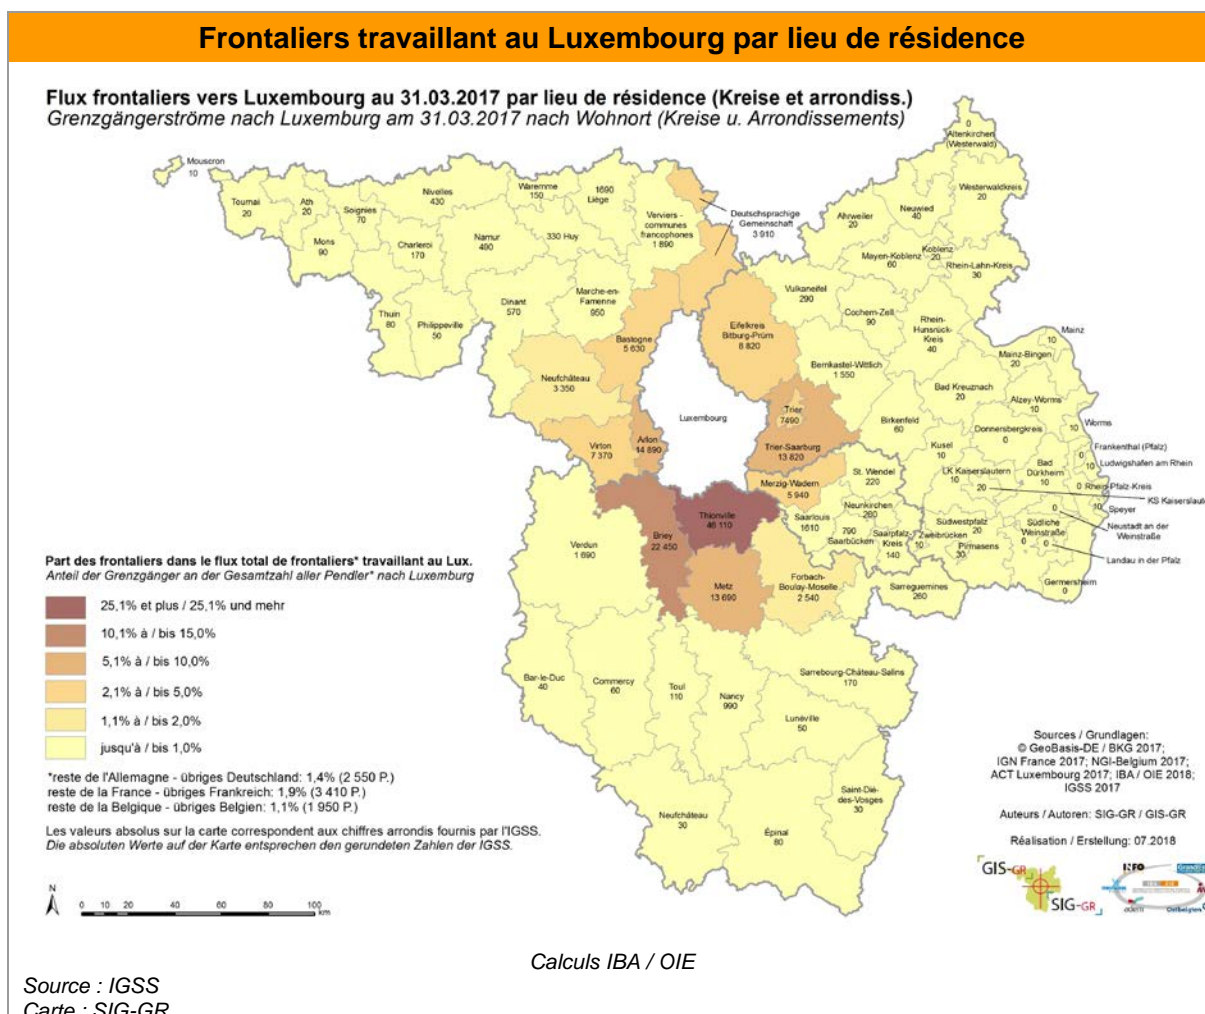 Frontaliers travaillant au Luxembourg par lieu de résidence
Flux frontaliers vers Luxembourg au 31.03.2017 par lieu de résidence (Kreise et arrondiss.)
Grenzgängerströme nach Luxemburg am 31.03.2017 nach Wohnort (Kreise u. Arrondissements)
Mouscron
10
Tournai
20
Ath
20
Soignies
70
Mons
90
Nivelles
430
Charleroi
170
Waremme
150
1690
Liège
Namur
490
330 Huy
Verviers -
communes
francophones
1 890
Deutschsprachige
Gemeinschaft
3 910
Thuin
80
Philippeville
50
Dinant
570
Marche-en-
Famenne
950
Bastogne
5 630
Neufchâteau
3 350
Virton
7 370
Arlon
14 890
Luxembourg
0
Altenkirchen
(Westerwald)
Westerwaldkreis
20
Neuwied
40
Ahrweiler
20
Mayen-Koblenz
60
Koblenz
20
Rhein-Lahn-Kreis
30
Vulkaneifel
290
Cochem-Zell
90
Rhein-
Hunsrück-
Kreis
40
Eifelkreis
Bitburg-Prüm
8 820
Bernkastel-Wittlich
1 550
Mainz
10
Mainz-Bingen
20
Bad Kreuznach
20
Alzey-Worms
10
Trier
7490
Trier-Saarburg
13 820
Birkenfeld
60
Donnersbergkreis
0
Worms
10
Frankenthal (Pfalz)
0
Ludwigshafen am Rhein
10
Kusel
10
LK Kaiserslautern
10
20
Bad
Dürkheim
10
0 Rhein-Pfalz-Kreis
KS Kaiserslaute
10
Speyer
0
Neustadt an der
Weinstraße
Merzig-Wadern
5 940
St. Wendel
220
Neunkirchen
260
Saarlouis
1610
790
Saarbrücken
Saarpfalz-
Kreis
140
Zweibrücken
10
Südwestpfalz
20
Pirmasens
30
Südliche
Weinstraße
0
0
Landau in der Pfalz
Germersheim
0
Thionville
46 110
Briey
22 450
Verdun
1 690
Metz
13 690
Forbach-
Boulay-Moselle
2 540
Sarreguemines
260
Bar-le-Duc
40
Commercy
60
Toul
110
Nancy
990
Sarrebourg-Château-Salins
170
Lunéville
50
Neufchâteau
30
Épinal
80
Saint-Dié-
des-Vosges
30
Part des frontaliers dans le flux total de frontaliers* travaillant au Lux.
Anteil der Grenzgänger an der Gesamtzahl aller Pendler* nach Luxemburg
25,1% et plus / 25,1% und mehr
10,1% à / bis 15,0%
5,1% à / bis 10,0%
2,1% à / bis 5,0%
1,1% à / bis 2,0%
jusqu'à / bis 1,0%
*reste de l'Allemagne - übriges Deutschland: 1,4% (2 550 P.)
reste de la France - übriges Frankreich: 1,9% (3 410 P.)
reste de la Belgique - übriges Belgien: 1,1% (1 950 P.)
Les valeurs absolus sur la carte correspondent aux chiffres arrondis fournis par l'IGSS.
Die absoluten Werte auf der Karte entsprechen den gerundeten Zahlen der IGSS.
N
0 10 20 40 60 80 100
km
Sources / Grundlagen:
© GeoBasis-DE / BKG 2017;
IGN France 2017; NGI-Belgium 2017;
ACT Luxembourg 2017; IBA / OIE 2018;
IGSS 2017
Auteurs / Autoren: SIG-GR / GIS-GR
Réalisation / Erstellung: 07.2018
GIS-GR
SIG-GR
INFO
Calculs IBA / OIE
Source : IGSS
Carte : SIG-GR